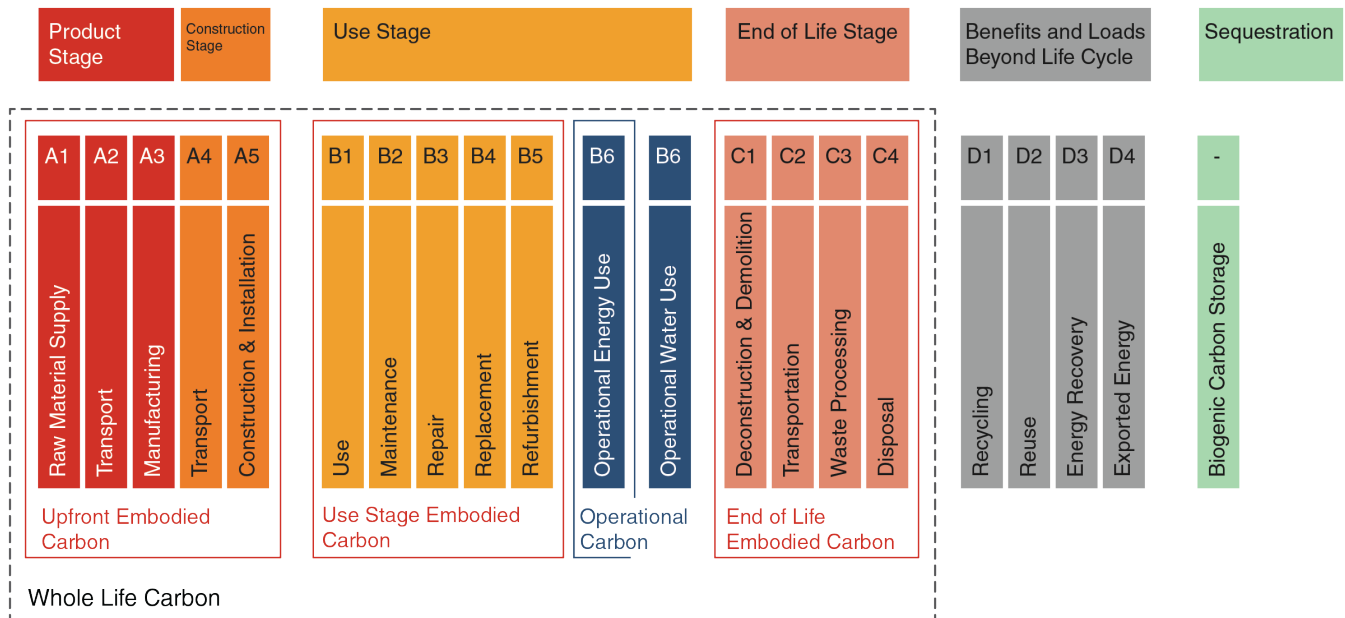 Product
Stage
Construction
Stage
Use Stage
End of Life Stage
Benefits and Loads
Beyond Life Cycle
Sequestration
A1
A2
A3
A4
A5
B1
B2
B3
B4
B5
B6
B6
C1
C2
C3
C4
D1
D2
D3
D4
-
Raw Material Supply
Transport
Manufacturing
Transport
Construction & Installation
Use
Maintenance
Repair
Replacement
Refurbishment
Operational Energy Use
Operational Water Use
Deconstruction & Demolition
Transportation
Waste Processing
Disposal
Recycling
Reuse
Energy Recovery
Exported Energy
Biogenic Carbon Storage
Upfront Embodied
Carbon
Use Stage Embodied
Carbon
Operational
Carbon
End of Life
Embodied Carbon
Whole Life Carbon